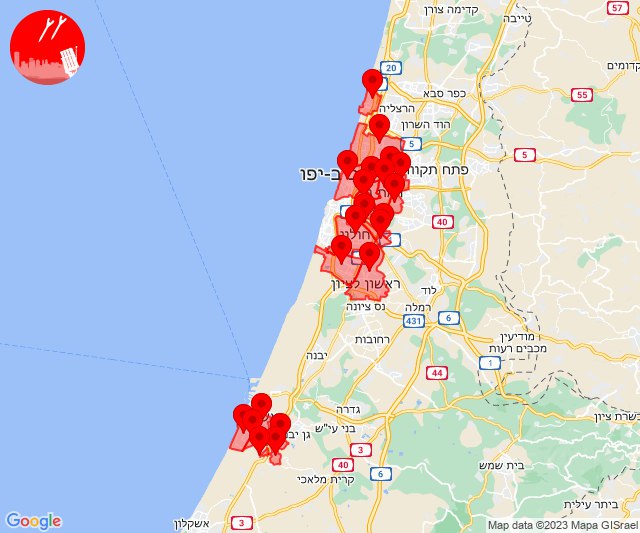 קדימה צורן
טייבה
57
קדומים
20
כפר סבא
55
הרצליה
הוד השרון
5
5
פתח תקווה
ב-יפו
40
חולון
ראשון לציון
לוד
נס ציונה
רמלה
431
6
רחובות
מודיעין
מכבים רעות
יבנה
1
44
גדרה
בני עי"ש
גן יבנה
3
40
6
בית שמש
קרית מלאכי
ביתר עילית
אשקלון
3
Google
Map data ©2023 Mapa GISrael